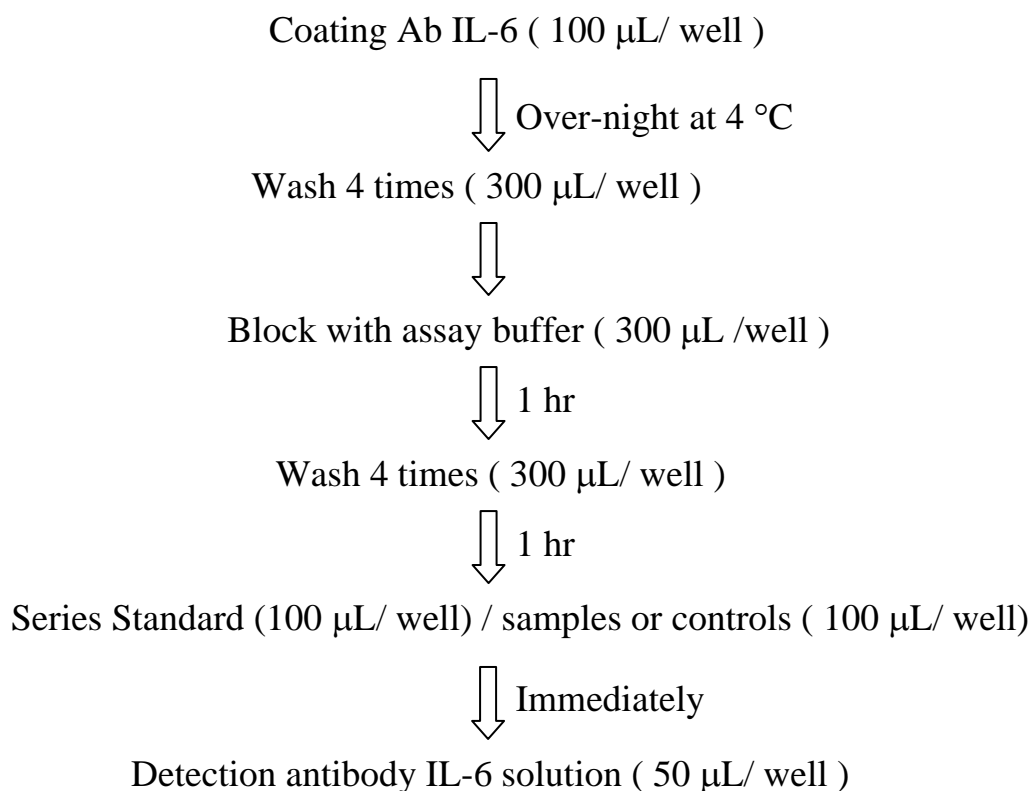 Coating Ab IL-6 ( 100 μL/ well )
Over-night at 4 °C
Wash 4 times ( 300 μL/ well )
Block with assay buffer ( 300 μL /well )
1 hr
Wash 4 times ( 300 μL/ well )
1 hr
Series Standard (100 μL/ well) / samples or controls ( 100 μL/ well)
Immediately
Detection antibody IL-6 solution ( 50 μL/ well )